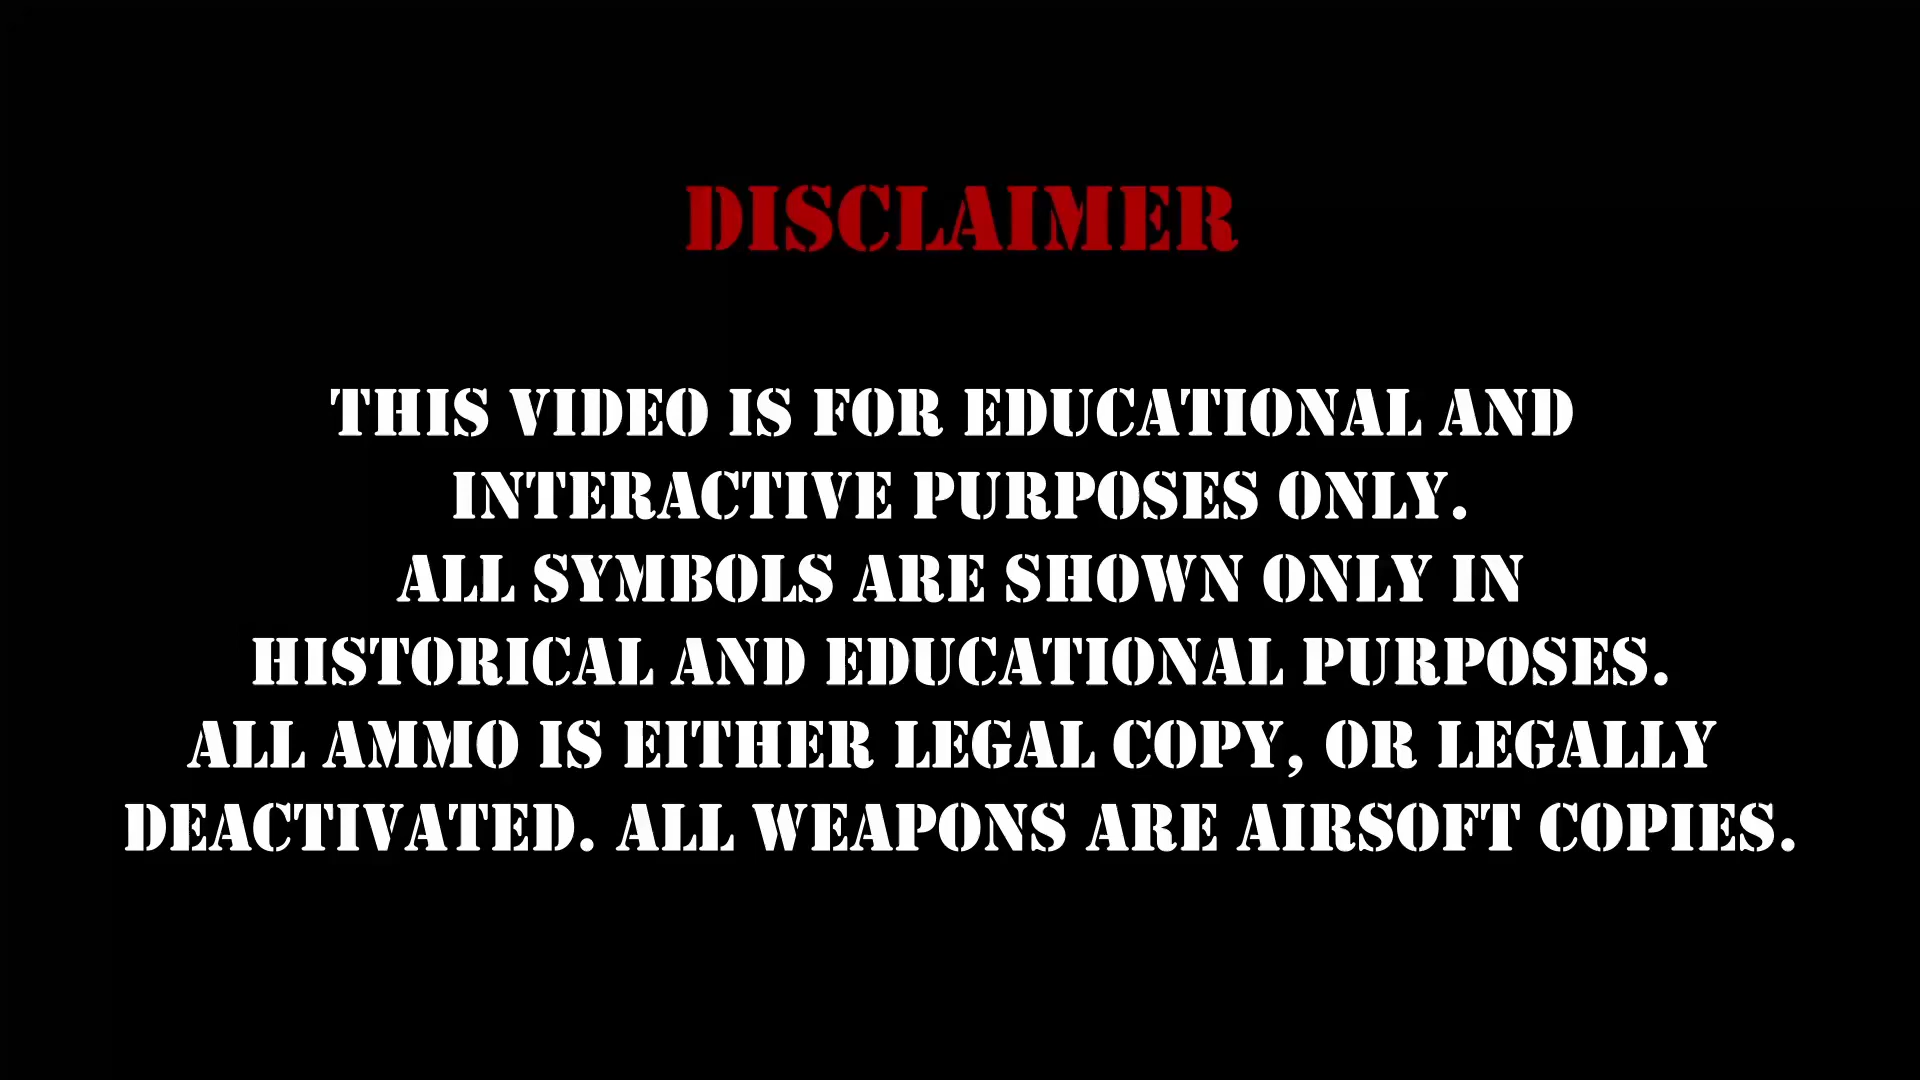 DISCLAIMER
THIS VIDEO IS FOR EDUCATIONAL AND
INTERACTIVE PURPOSES ONLY.
ALL SYMBOLS ARE SHOWN ONLY IN
HISTORICAL AND EDUCATIONAL PURPOSES.
ALL AMMO IS EITHER LEGAL COPY, OR LEGALLY
DEACTIVATED. ALL WEAPONS ARE AIRSOFT COPIES.